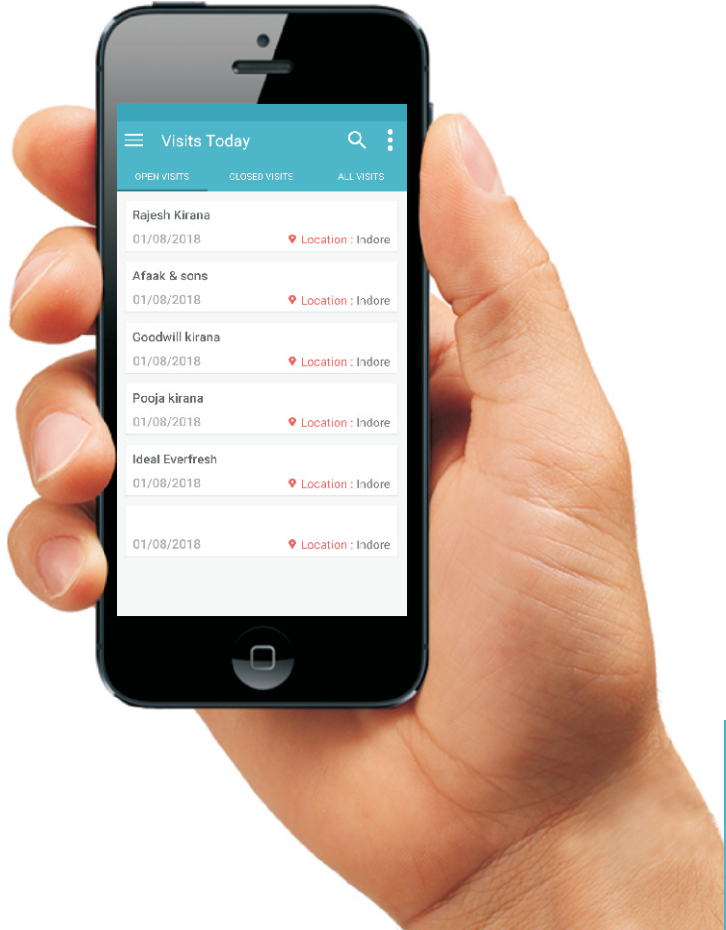 Visits Today
OPEN VISITS CLOSED VISITS ALL VISITS
Rajesh Kirana
01/08/2018 Location : Indore
Afaak & sons
01/08/2018 Location : Indore
Goodwill kirana
01/08/2018 Location : Indore
Pooja kirana
01/08/2018 Location : Indore
Ideal Everfresh
01/08/2018 Location : Indore
01/08/2018 Location : Indore